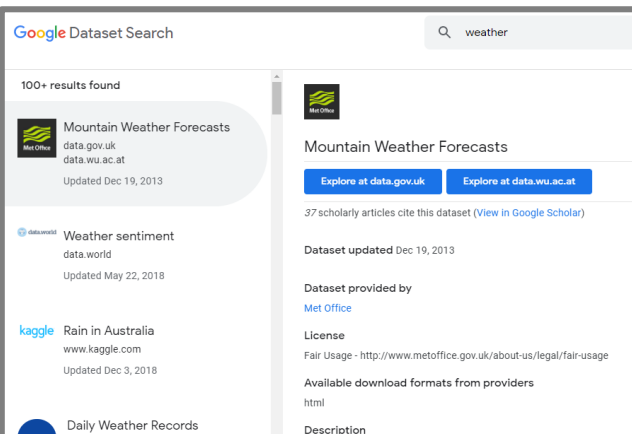 Google Dataset Search
weather
100+ results found
Met Office
Mountain Weather Forecasts
data.gov.uk
data.wu.ac.at
Updated Dec 19, 2013
data.world
Weather sentiment
data.world
Updated May 22, 2018
kaggle
Rain in Australia
www.kaggle.com
Updated Dec 3, 2018
Daily Weather Records
Met Office
Mountain Weather Forecasts
Explore at data.gov.uk
Explore at data.wu.ac.at
37 scholarly articles cite this dataset (View in Google Scholar)
Dataset updated Dec 19, 2013
Dataset provided by
Met Office
License
Fair Usage - http://www.metoffice.gov.uk/about-us/legal/fair-usage
Available download formats from providers
html
Description